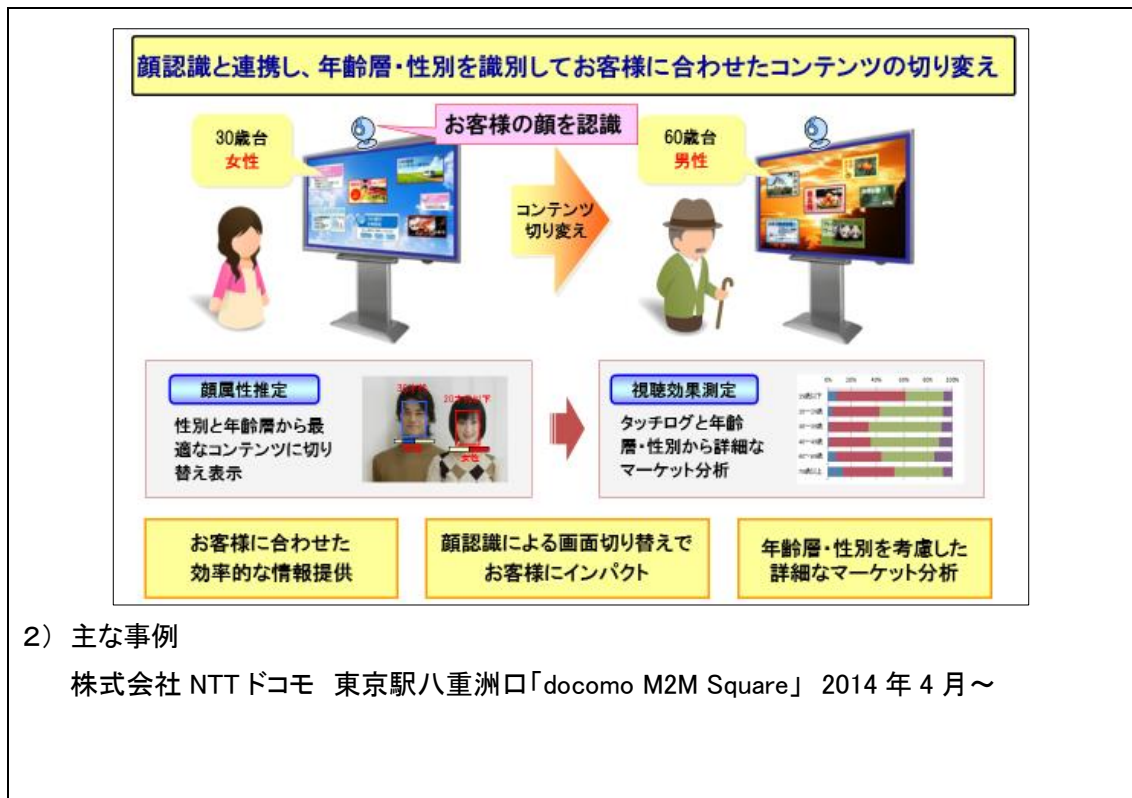 顔認識と連携し、年齢層・性別を識別してお客様に合わせたコンテンツの切り変え
お客様の顔を認識
30歳台
女性
60歳台
男性
コンテンツ
切り変え
顔属性推定
性別と年齢層から最
適なコンテンツに切り
替え表示
女性
視聴効果測定
タッチログと年齢
層・性別から詳細な
マーケット分析
0% 20% 40% 60% 80% 100%
お客様に合わせた
効率的な情報提供
顔認識による画面切り替えで
お客様にインパクト
年齢層・性別を考慮した
詳細なマーケット分析
2） 主な事例
株式会社 NTT ドコモ　東京駅八重洲口「docomo M2M Square」 2014 年 4 月～